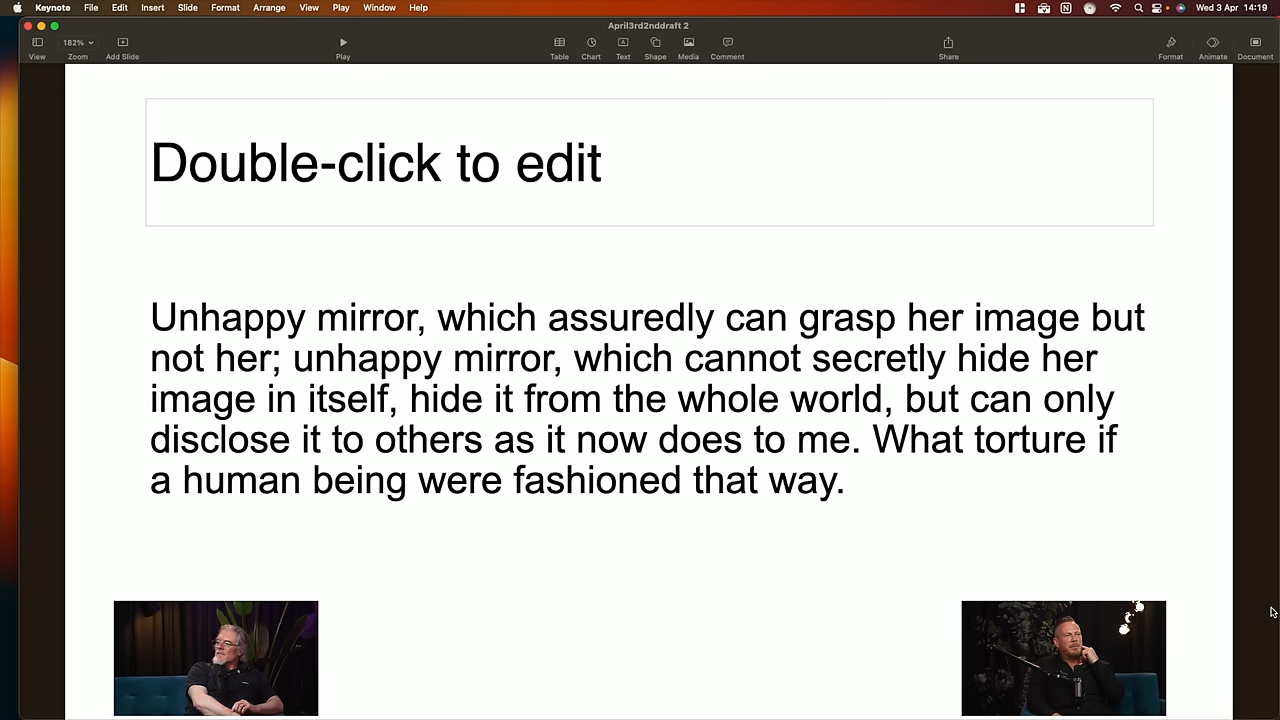 Keynote File Edit Insert Slide Format Arrange View Play Window Help Wed 3 Apr 14:19
April3rd2nddraft 2
182%
View Zoom Add Slide Play Table Chart Text Shape Media Comment Share Format Animate Document
Double-click to edit
Unhappy mirror, which assuredly can grasp her image but
not her; unhappy mirror, which cannot secretly hide her
image in itself, hide it from the whole world, but can only
disclose it to others as it now does to me. What torture if
a human being were fashioned that way.